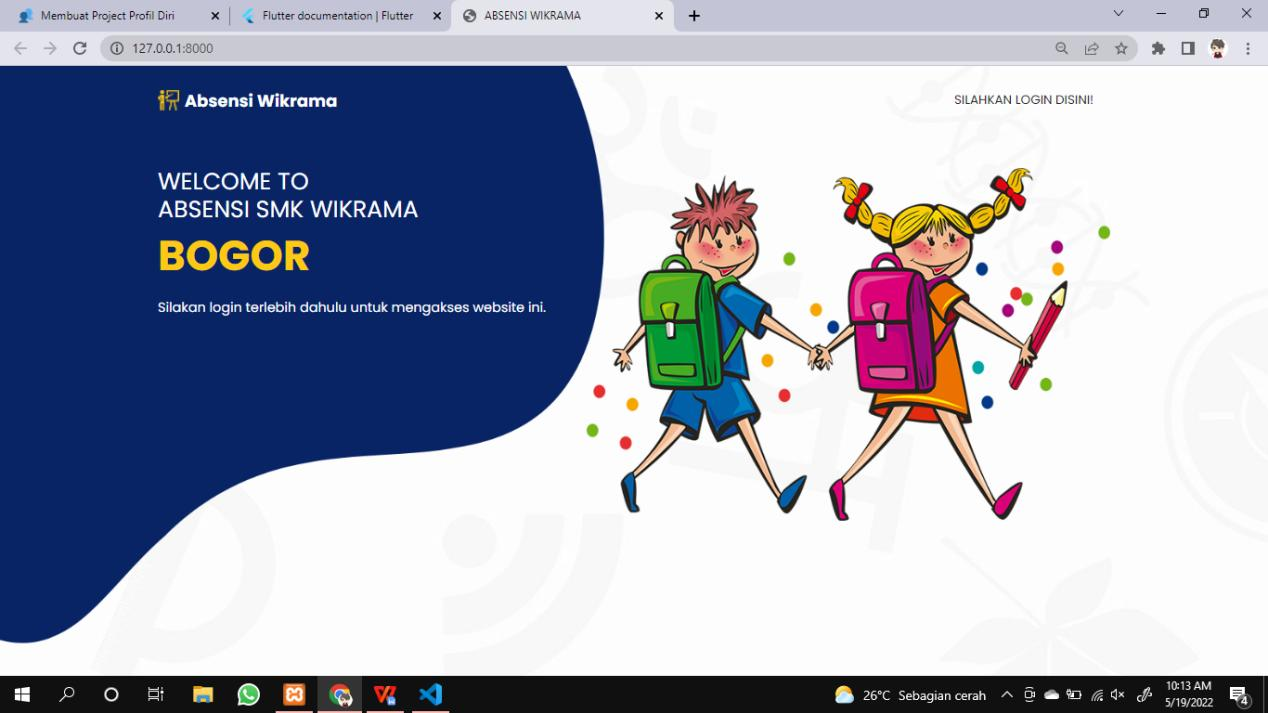 Membuat Project Profil Diri
Flutter documentation | Flutter
ABSENSI WIKRAMA
127.0.0.1:8000
Absensi Wikrama
SILAHKAN LOGIN DISINI!
WELCOME TO
ABSENSI SMK WIKRAMA
BOGOR
Silakan login terlebih dahulu untuk mengakses website ini.
26°C Sebagian cerah
10:13 AM
5/19/2022
4